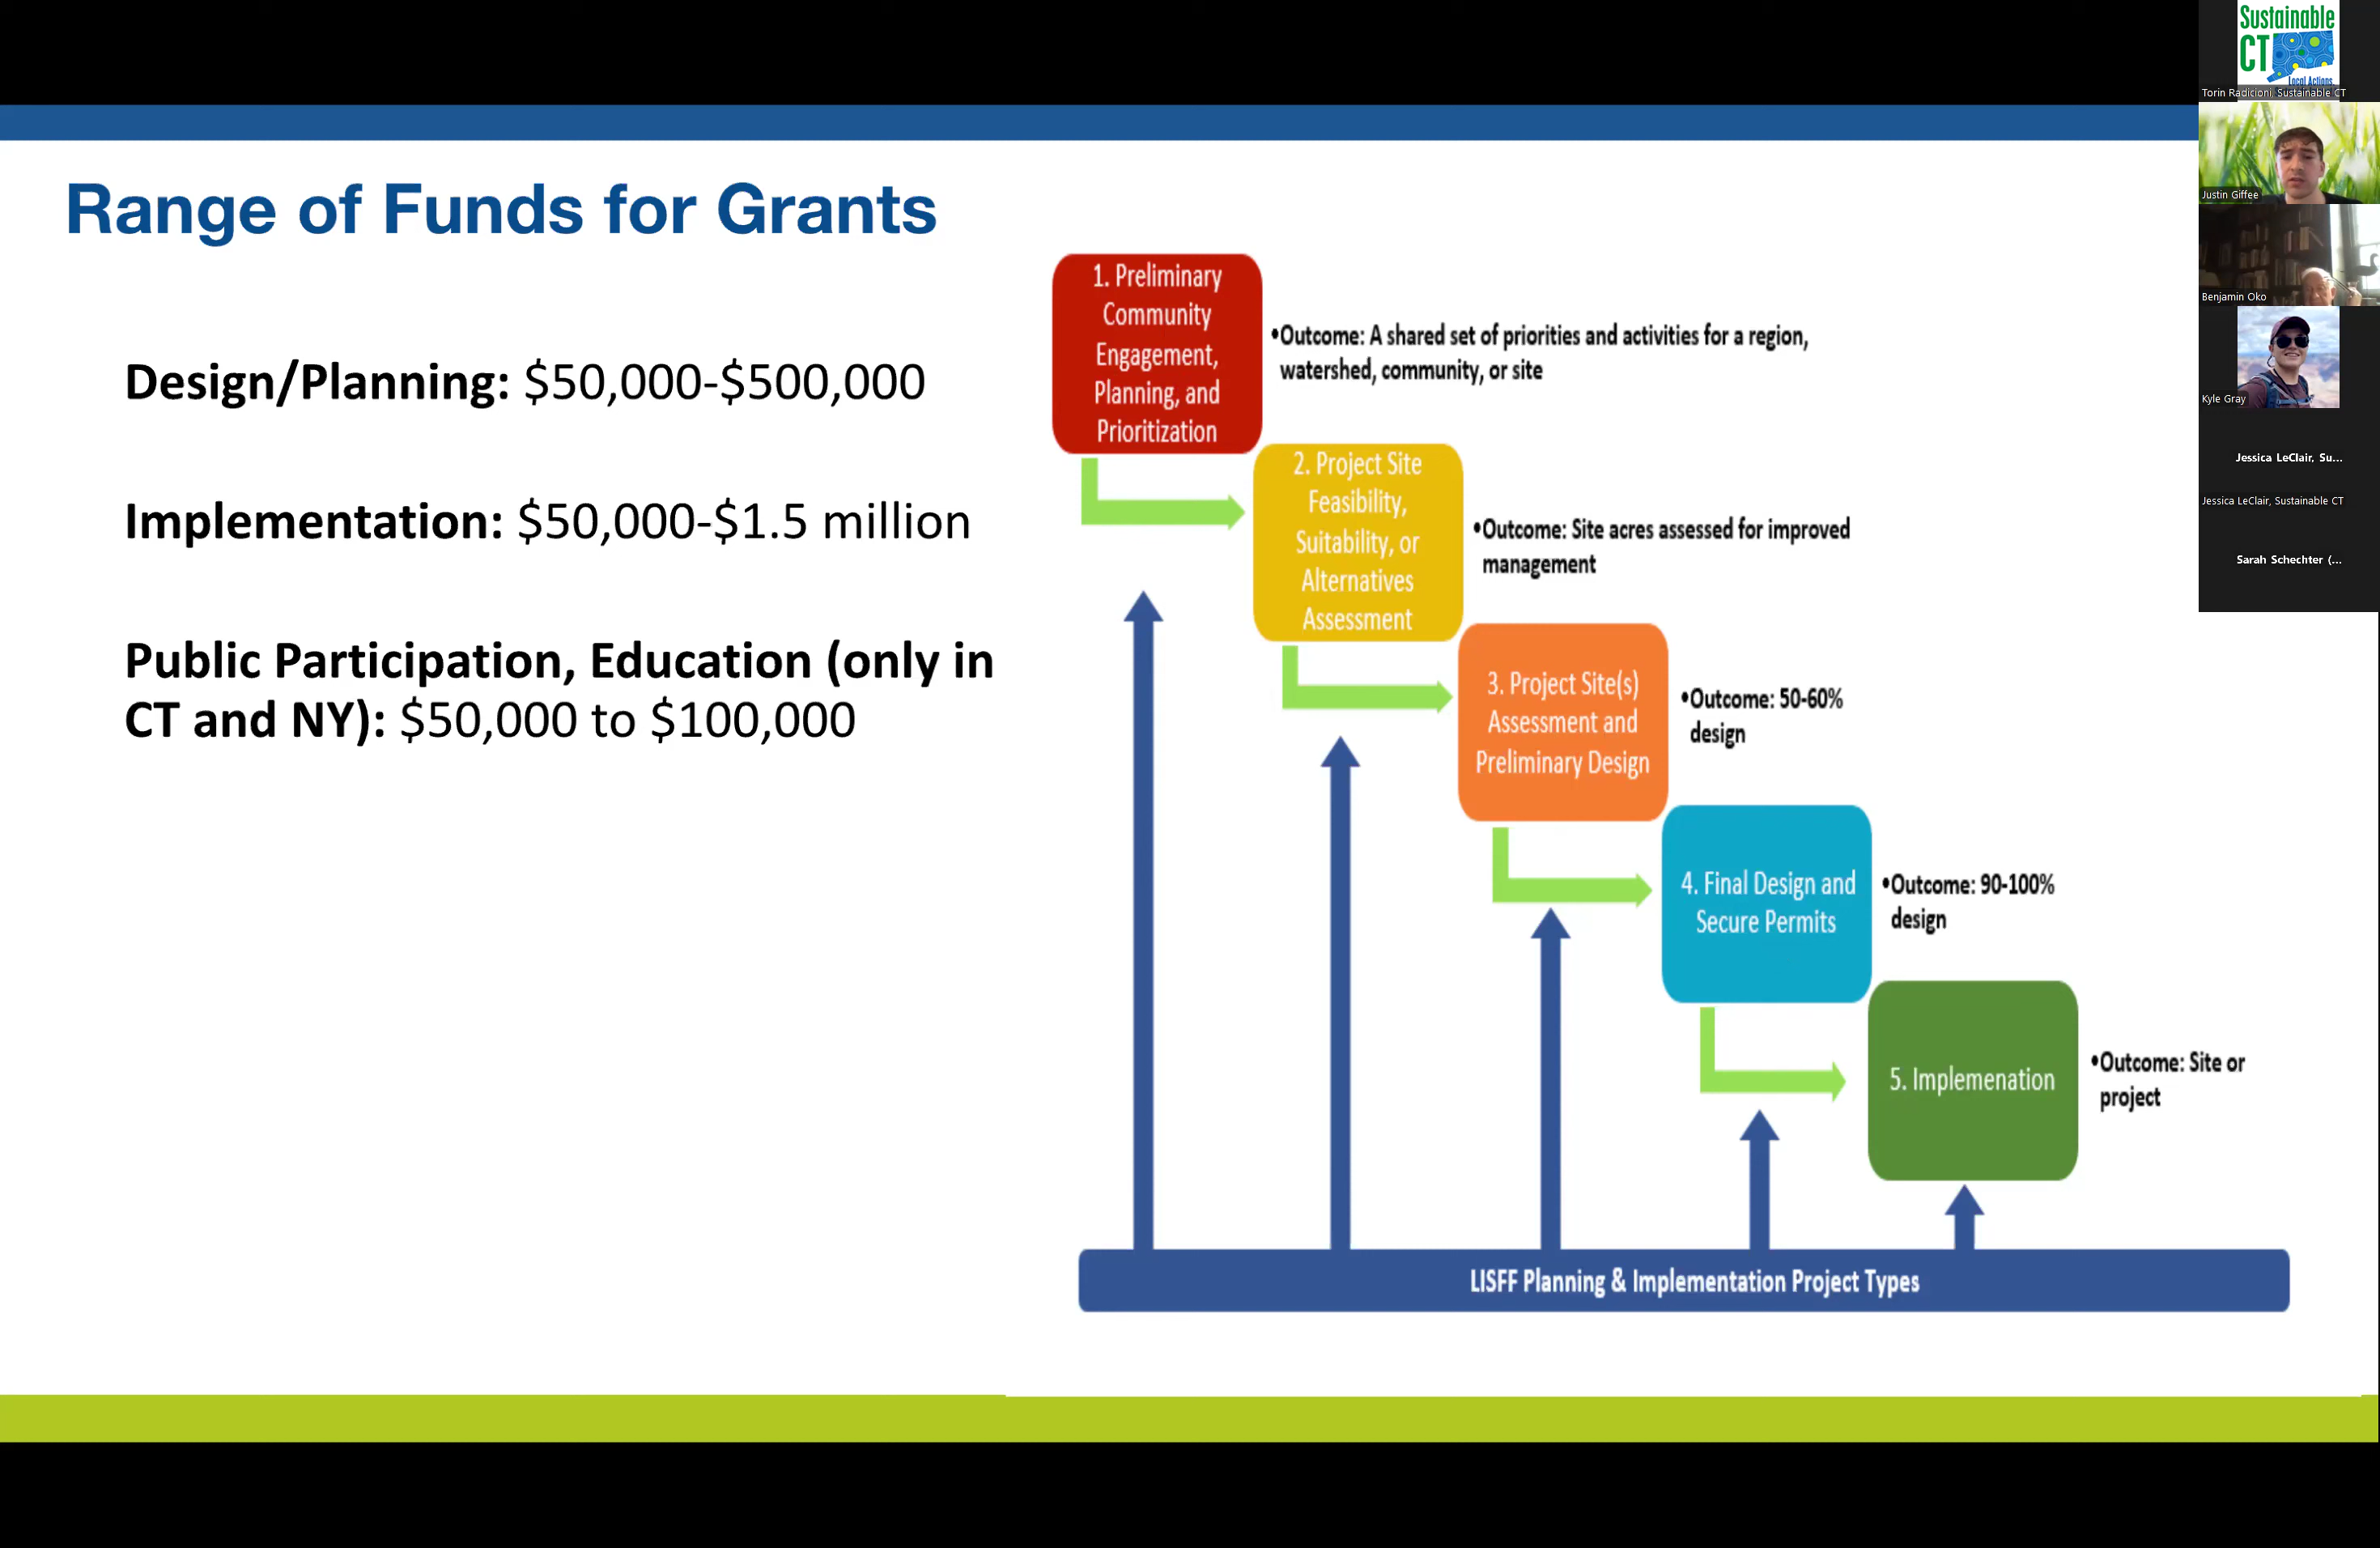 Range of Funds for Grants
Design/Planning: $50,000-$500,000
Implementation: $50,000-$1.5 million
Public Participation, Education (only in
CT and NY): $50,000 to $100,000
1. Preliminary
Community
Engagement,
Planning, and
Prioritization
•Outcome: A shared set of priorities and activities for a region,
watershed, community, or site
2. Project Site
Feasibility,
Suitability, or
Alternatives
Assessment
•Outcome: Site acres assessed for improved
management
3. Project Site(s)
Assessment and
Preliminary Design
•Outcome: 50-60%
design
4. Final Design and
Secure Permits
•Outcome: 90-100%
design
5. Implemenation
•Outcome: Site or
project
LISFF Planning & Implementation Project Types
Sustainable
CT
Local Actions
Torin Radicioni, Sustainable CT
Justin Giffee
Benjamin Oko
Kyle Gray
Jessica LeClair, Su...
Jessica LeClair, Sustainable CT
Sarah Schechter (...